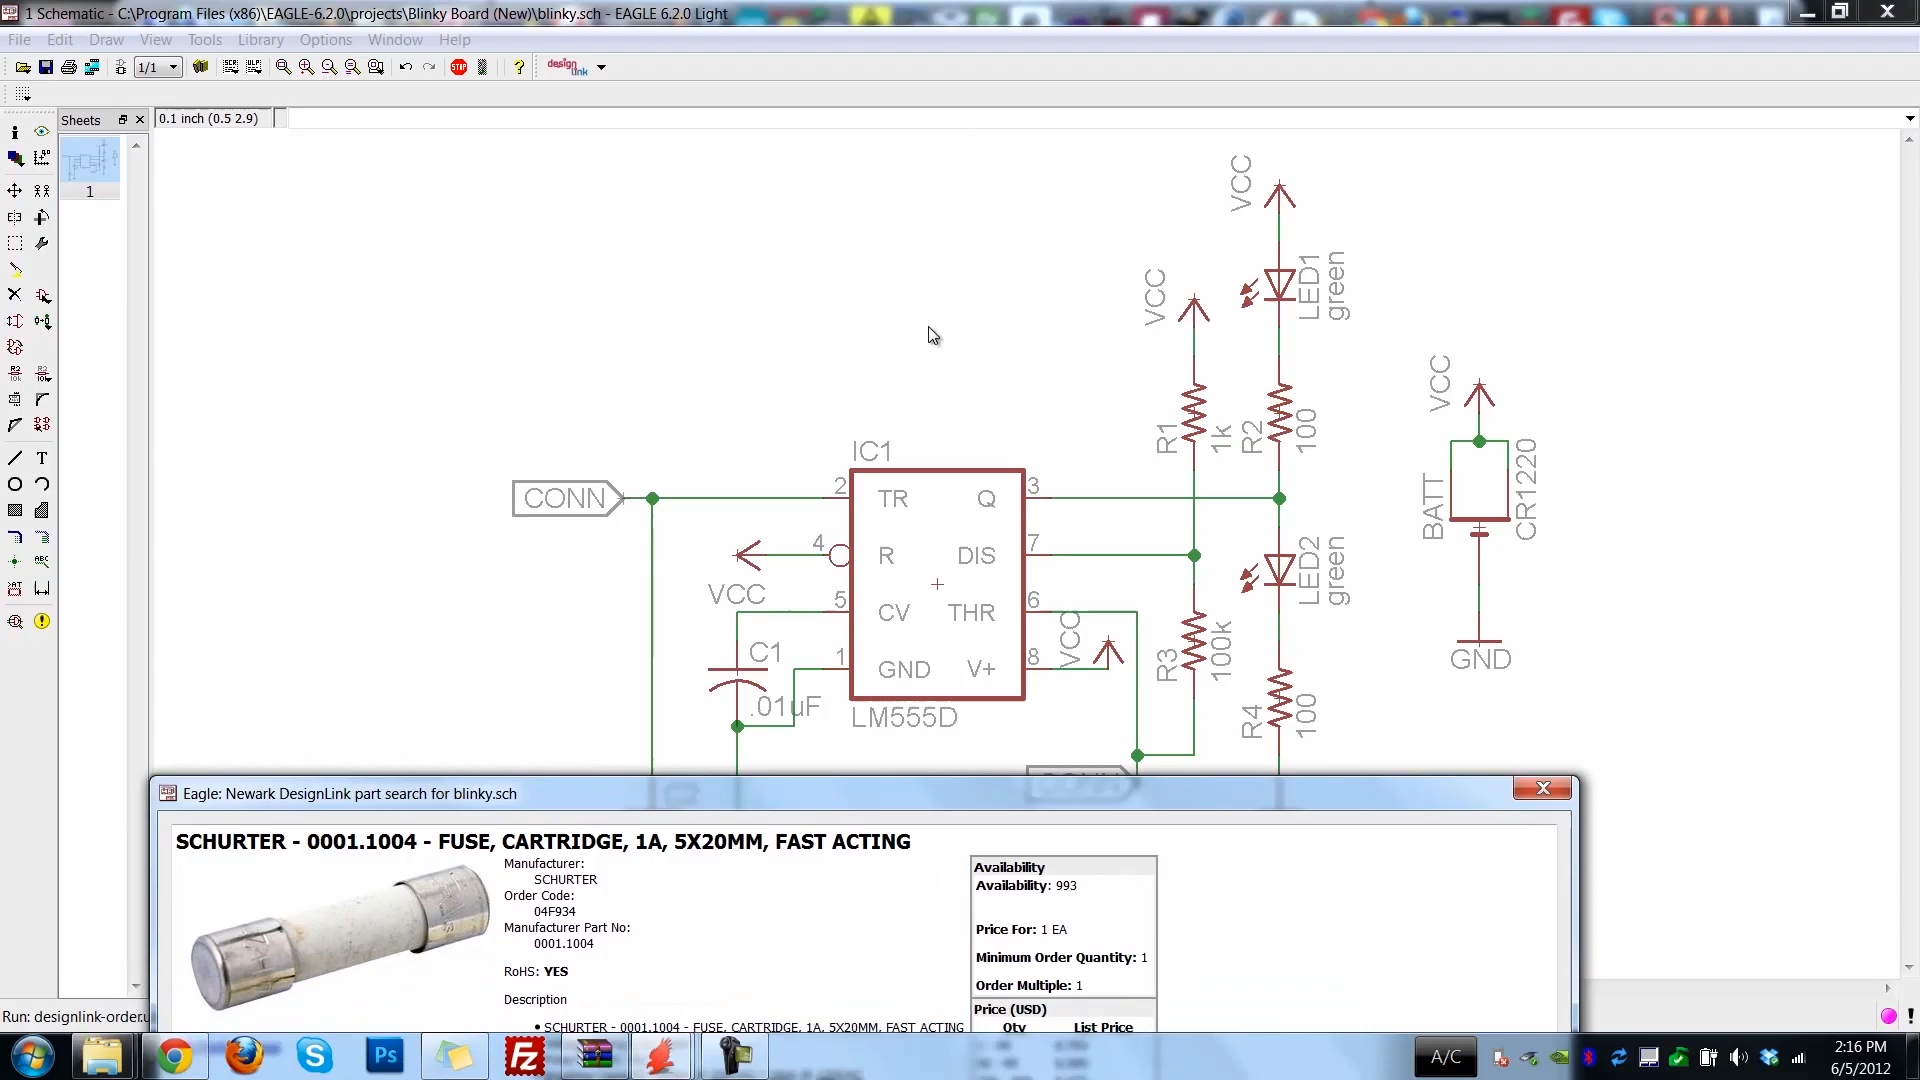 1 Schematic - C:\Program Files (x86)\EAGLE-6.2.0\projects\Blinky Board (New)\blinky.sch - EAGLE 6.2.0 Light
File Edit Draw View Tools Library Options Window Help
1/1
SCR
ULP
STOP
?
design link
Sheets
0.1 inch (0.5 2.9)
1
VCC
LED1
green
VCC
VCC
R1
1k
R2
100
IC1
CONN
2
TR
Q
3
BATT
CR1220
4
R
DIS
7
VCC
LED2
green
5
CV
THR
6
VCC
C1
1
GND
V+
8
R3
100k
GND
.01uF
LM555D
R4
100
CONN
Eagle: Newark DesignLink part search for blinky.sch
SCHURTER - 0001.1004 - FUSE, CARTRIDGE, 1A, 5X20MM, FAST ACTING
Manufacturer:
SCHURTER
Order Code:
04F934
Manufacturer Part No:
0001.1004
RoHS: YES
Description
• SCHURTER - 0001.1004 - FUSE, CARTRIDGE, 1A, 5X20MM, FAST ACTING
Availability
Availability: 993
Price For: 1 EA
Minimum Order Quantity: 1
Order Multiple: 1
Price (USD)
Qty List Price
Run: designlink-order.u
Ps
A/C
2:16 PM
6/5/2012